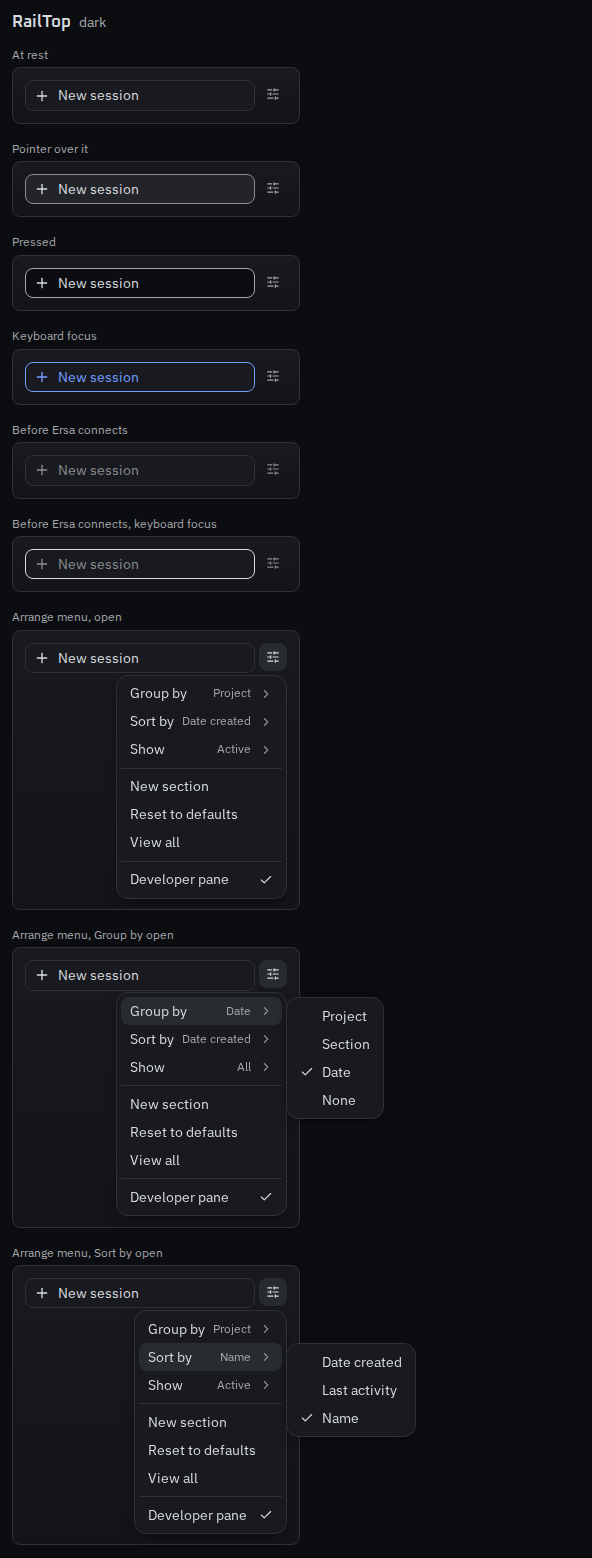 RailTop dark
At rest
New session
Pointer over it
New session
Pressed
New session
Keyboard focus
New session
Before Ersa connects
New session
Before Ersa connects, keyboard focus
New session
Arrange menu, open
New session
Group by Project
Sort by Date created
Show Active
New section
Reset to defaults
View all
Developer pane
Arrange menu, Group by open
New session
Group by Date
Sort by Date created
Show All
New section
Reset to defaults
View all
Developer pane
Project
Section
Date
None
Arrange menu, Sort by open
New session
Group by Project
Sort by Name
Show Active
New section
Reset to defaults
View all
Developer pane
Date created
Last activity
Name